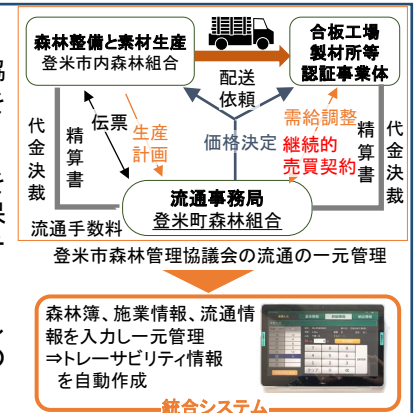 森林整備と素材生産
登米市内森林組合
合板工場
製材所等
認証事業体
配送
依頼
代金決裁
精算書
伝票
生産
計画
価格決定
需給調整
継続的
売買契約
精算書
代金決裁
流通事務局
登米町森林組合
流通手数料
登米市森林管理協議会の流通の一元管理
森林簿、施業情報、流通情
報を入力し一元管理
⇒トレーサビリティ情報
を自動作成
統合システム